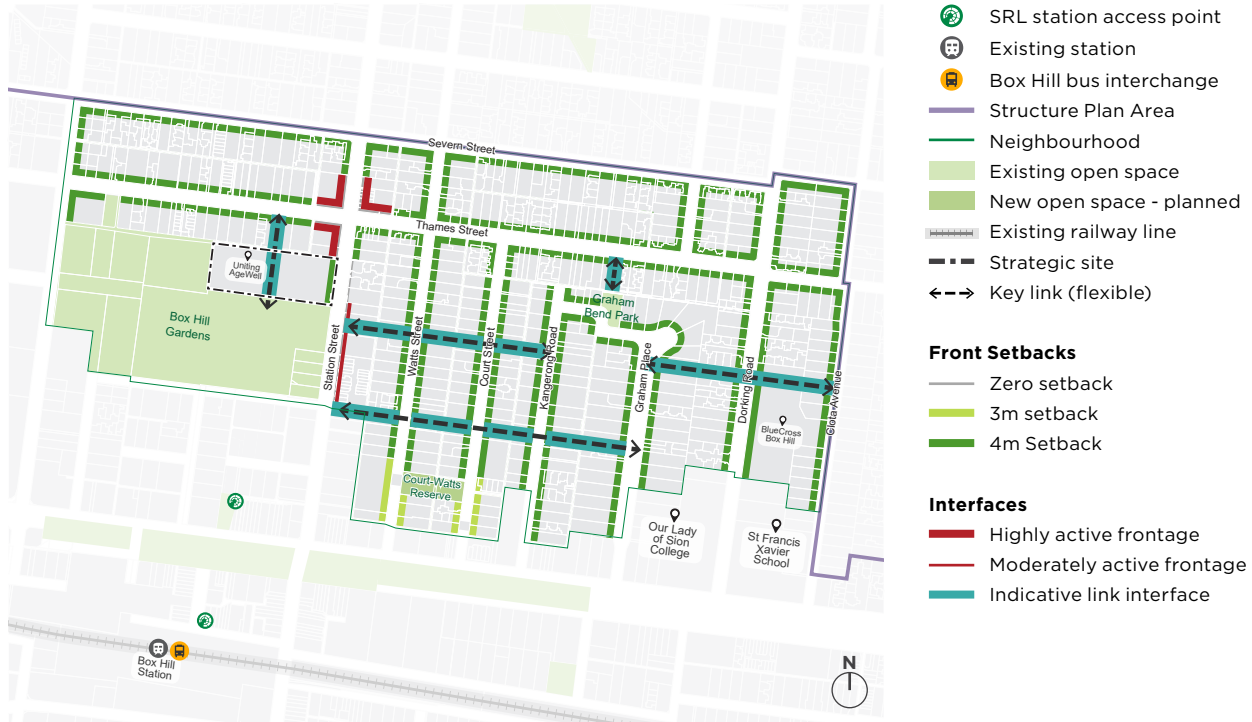 Severn Street
Thames Street
Uniting
AgeWell
Graham
Bend Park
Box Hill
Gardens
Station Street
Watts Street
Court Street
Kangerong Road
Graham Place
Dorking Road
Clota Avenue
BlueCross
Box Hill
Court-Watts
Reserve
Our Lady
of Sion
College
St Francis
Xavier
School
Box Hill
Station
N
SRL station access point
Existing station
Box Hill bus interchange
Structure Plan Area
Neighbourhood
Existing open space
New open space - planned
Existing railway line
Strategic site
Key link (flexible)
Front Setbacks
Zero setback
3m setback
4m Setback
Interfaces
Highly active frontage
Moderately active frontage
Indicative link interface